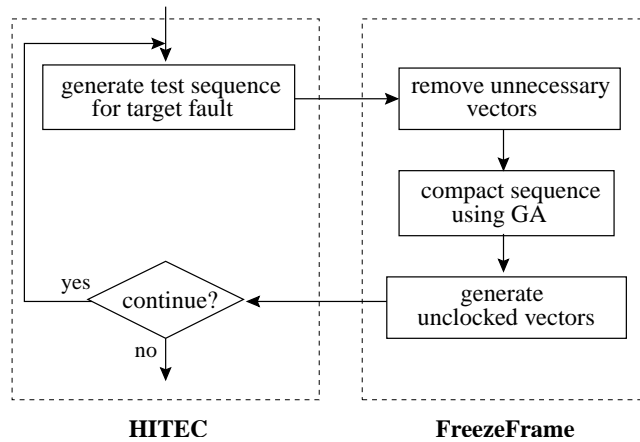 generate test sequence
for target fault
remove unnecessary
vectors
compact sequence
using GA
generate
unclocked vectors
yes
continue?
no
HITEC
FreezeFrame